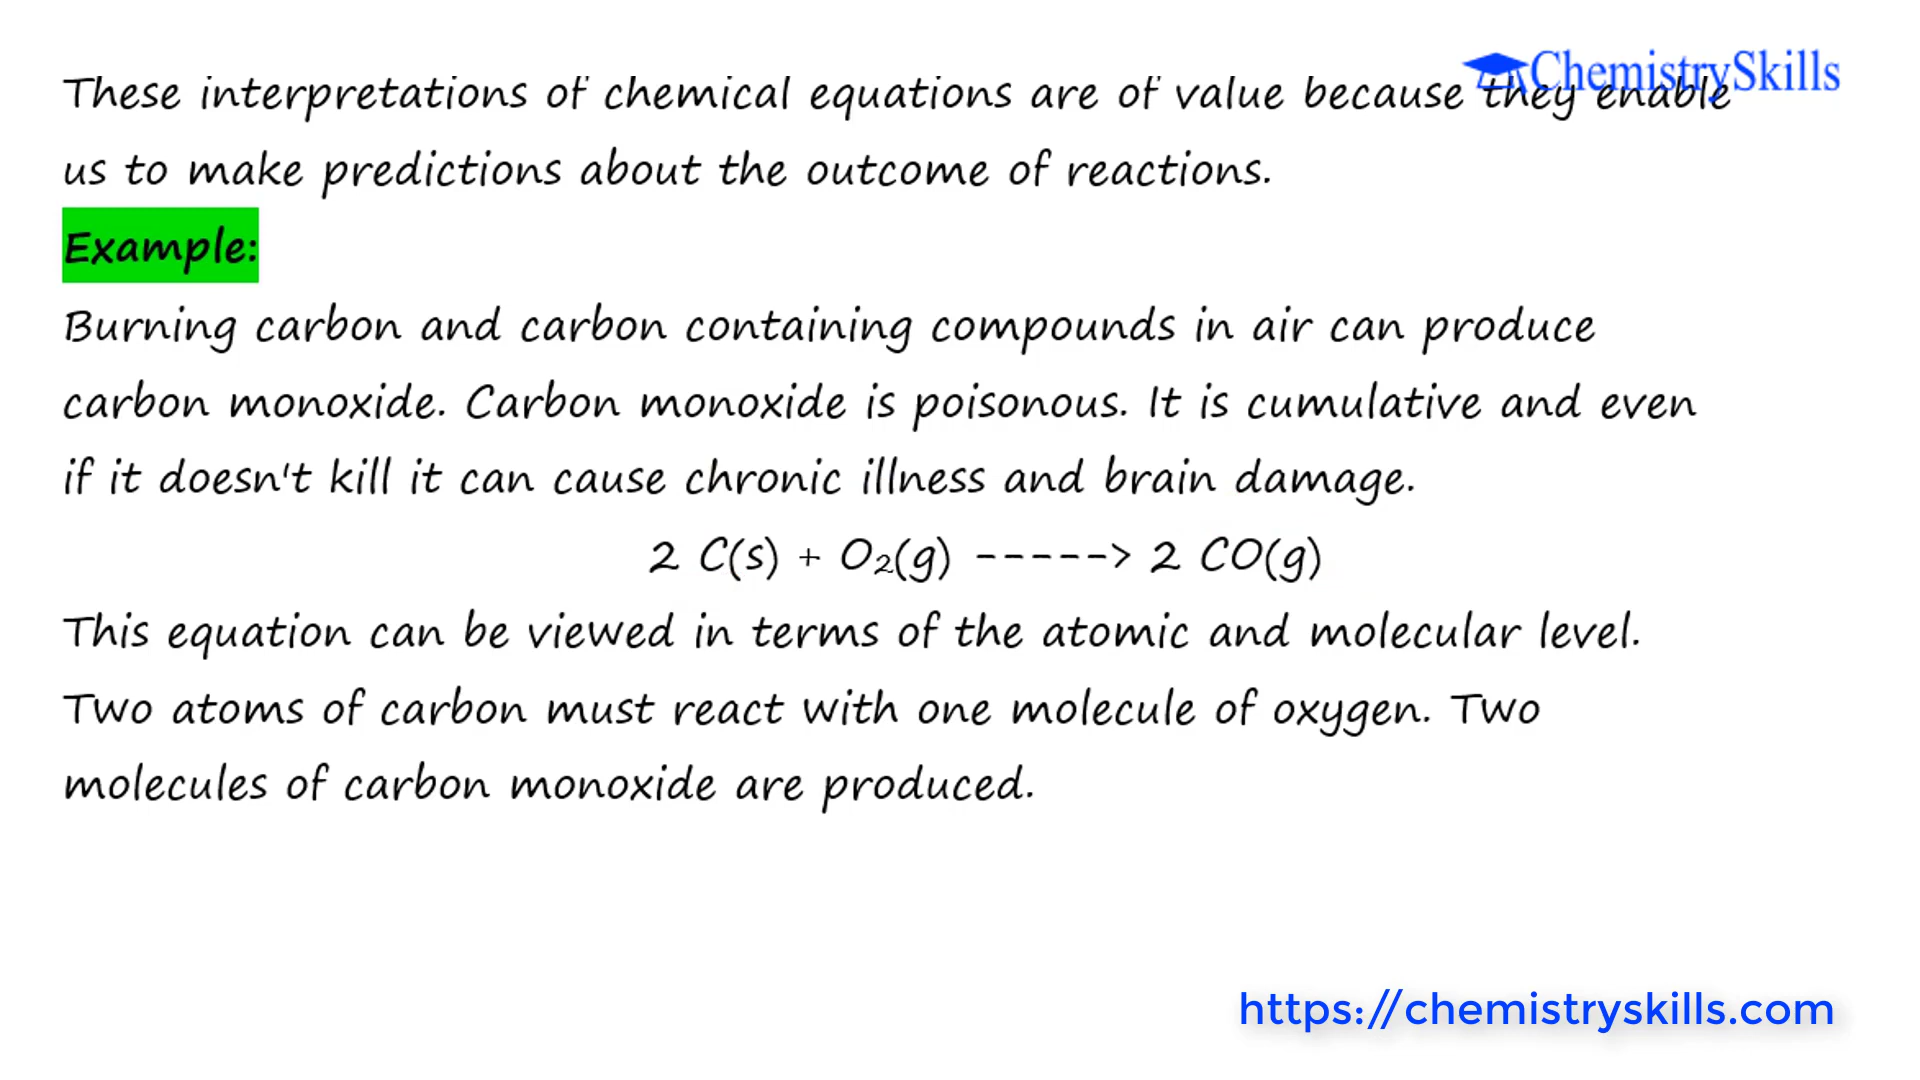 ChemistrySkills
These interpretations of chemical equations are of value because they enable
us to make predictions about the outcome of reactions.
Example:
Burning carbon and carbon containing compounds in air can produce
carbon monoxide. Carbon monoxide is poisonous. It is cumulative and even
if it doesn't kill it can cause chronic illness and brain damage.
2 C(s) + O₂(g) -----> 2 CO(g)
This equation can be viewed in terms of the atomic and molecular level.
Two atoms of carbon must react with one molecule of oxygen. Two
molecules of carbon monoxide are produced.
https://chemistryskills.com